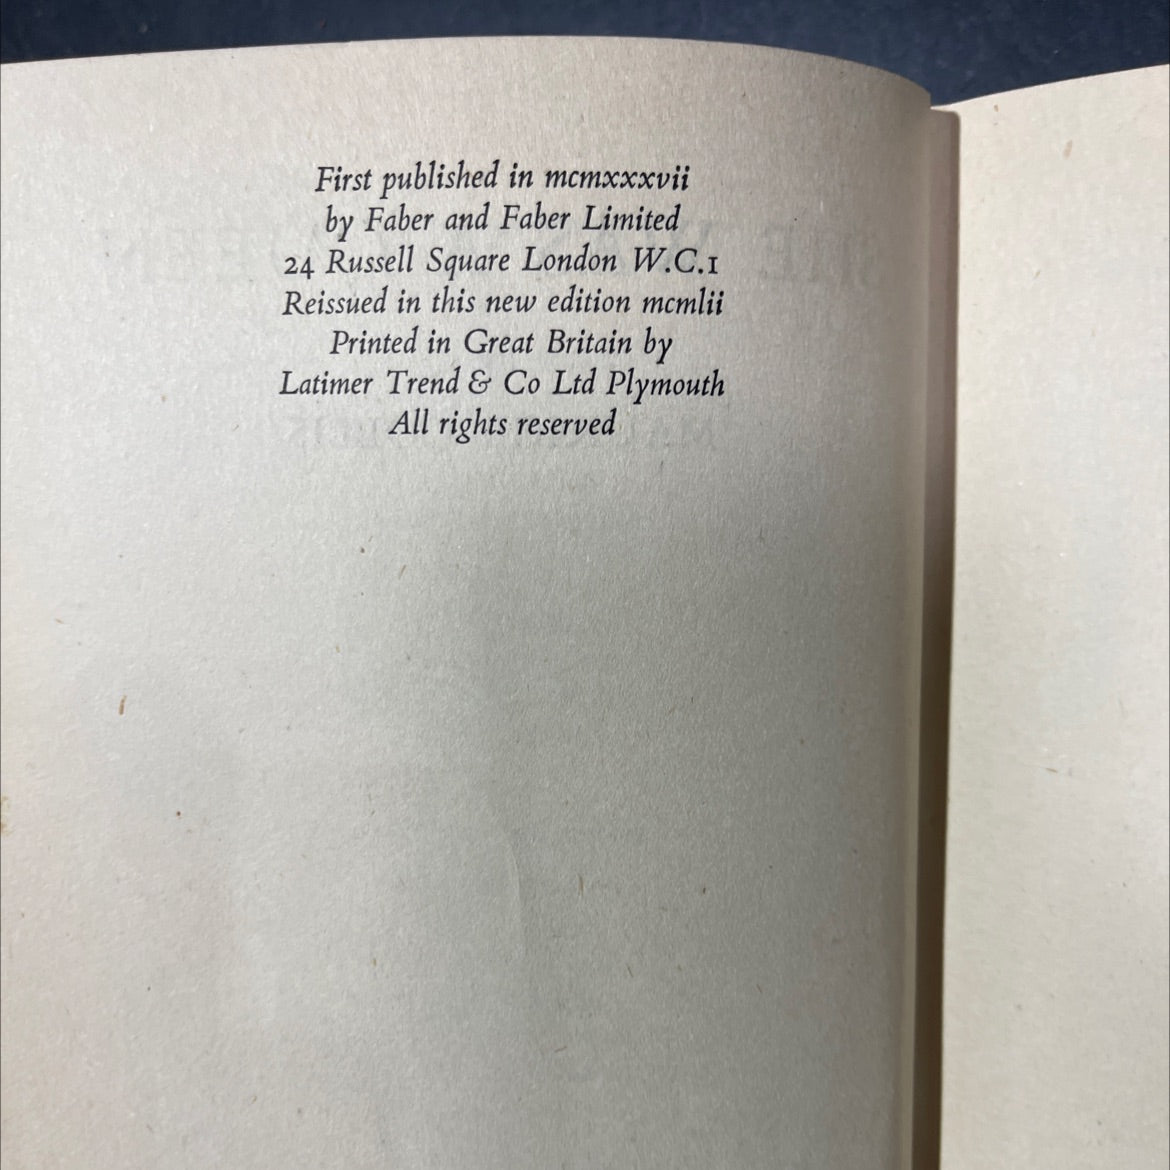 First published in mcmxxxvii
by Faber and Faber Limited
24 Russell Square London W.C.1
Reissued in this new edition mcmlii
Printed in Great Britain by
Latimer Trend & Co Ltd Plymouth
All rights reserved